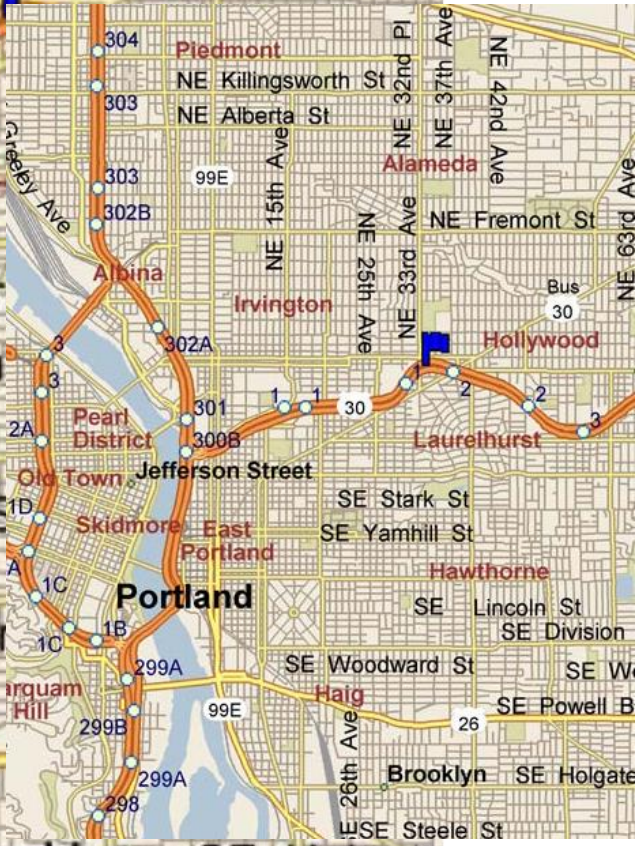 304
Piedmont
NE Killingsworth St
303
NE Alberta St
NE 32nd Pl
NE 37th Ave
NE 42nd Ave
Greeley Ave
NE 15th Ave
Alameda
303
99E
302B
NE Fremont St
NE 25th Ave
NE 33rd Ave
NE 63rd Ave
Albina
Irvington
Bus
30
302A
Hollywood
3
1
2
3
Pearl
District
301
1
1
30
2
3
2A
300B
Laurelhurst
Old Town
Jefferson Street
1D
SE Stark St
Skidmore
East
Portland
SE Yamhill St
A
Hawthorne
1C
Portland
SE Lincoln St
1C
1B
SE Division
SE Woodward St
299A
SE We
arquam
Hill
Haig
299B
99E
26
SE Powell B
SE 26th Ave
299A
Brooklyn
SE Holgate
298
SE Steele St